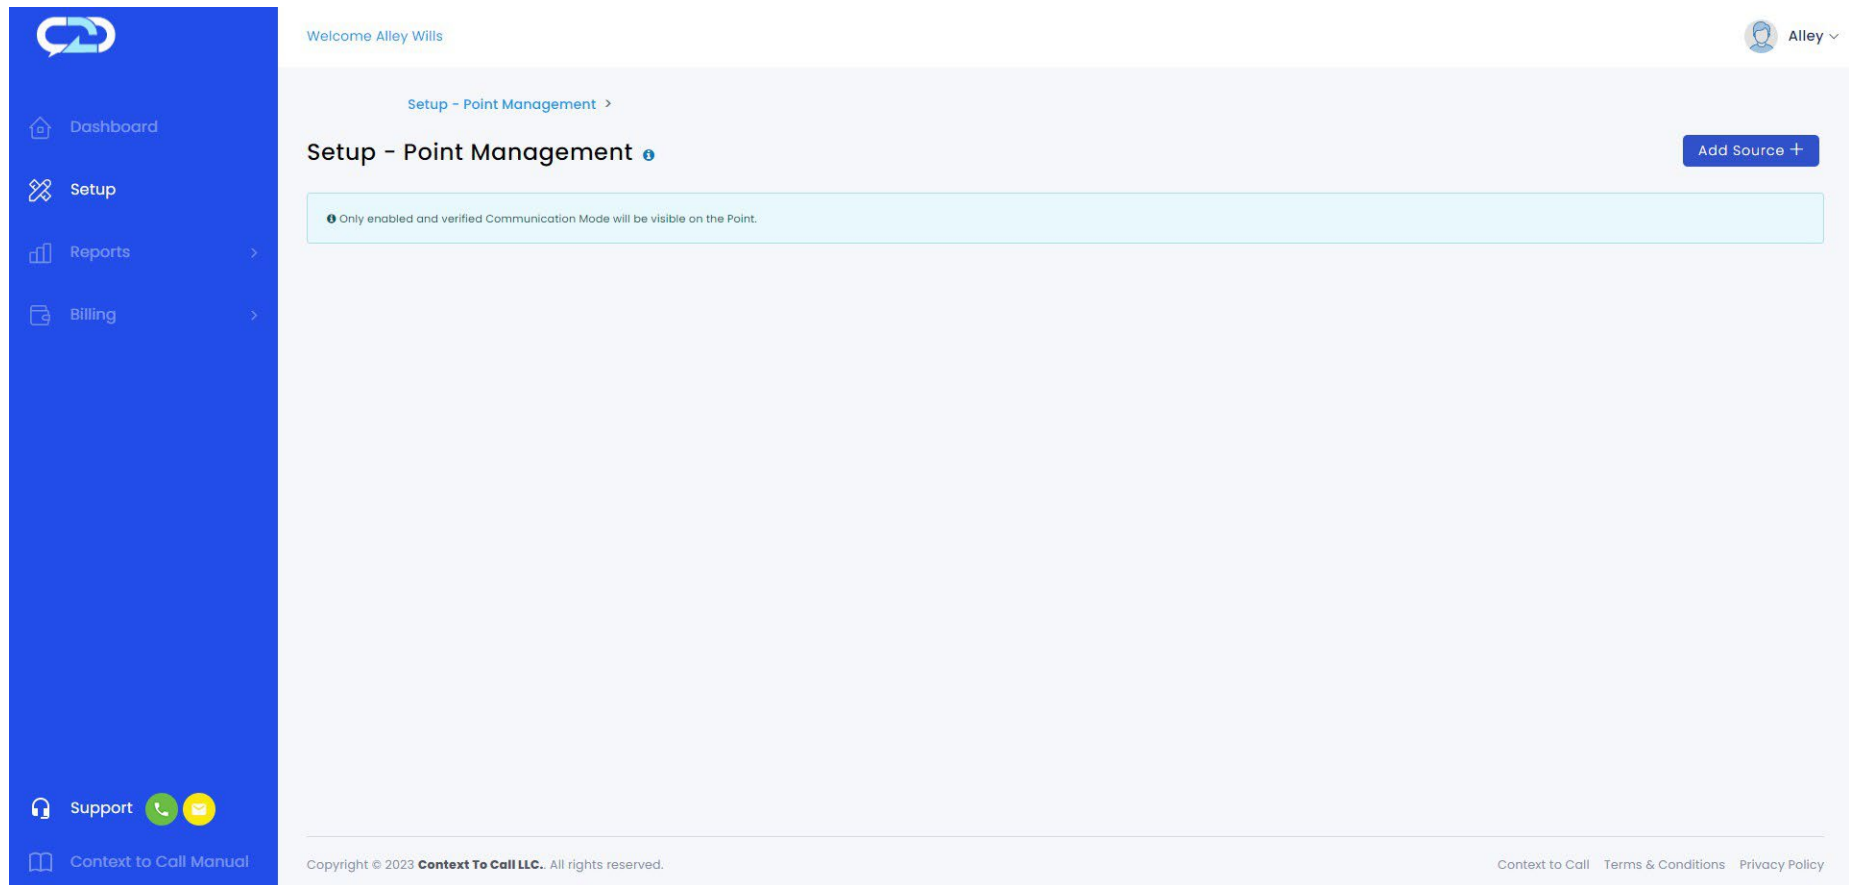 Welcome Alley Wills
Alley
Dashboard
Setup
Reports
Billing
Support
Context to Call Manual
Setup - Point Management >
Setup - Point Management
Add Source +
Only enabled and verified Communication Mode will be visible on the Point.
Copyright © 2023 Context To Call LLC. All rights reserved.
Context to Call Terms & Conditions Privacy Policy